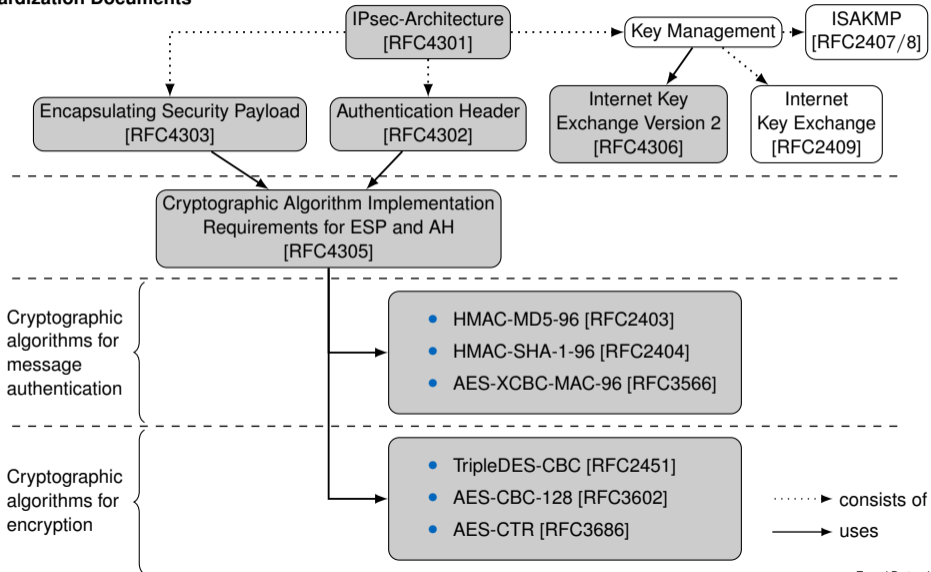 IPsec-Architecture
[RFC4301]
Key Management
ISAKMP
[RFC2407/8]
Encapsulating Security Payload
[RFC4303]
Authentication Header
[RFC4302]
Internet Key
Exchange Version 2
[RFC4306]
Internet
Key Exchange
[RFC2409]
Cryptographic Algorithm Implementation
Requirements for ESP and AH
[RFC4305]
Cryptographic
algorithms for
message
authentication
• HMAC-MD5-96 [RFC2403]
• HMAC-SHA-1-96 [RFC2404]
• AES-XCBC-MAC-96 [RFC3566]
Cryptographic
algorithms for
encryption
• TripleDES-CBC [RFC2451]
• AES-CBC-128 [RFC3602]
• AES-CTR [RFC3686]
consists of
uses